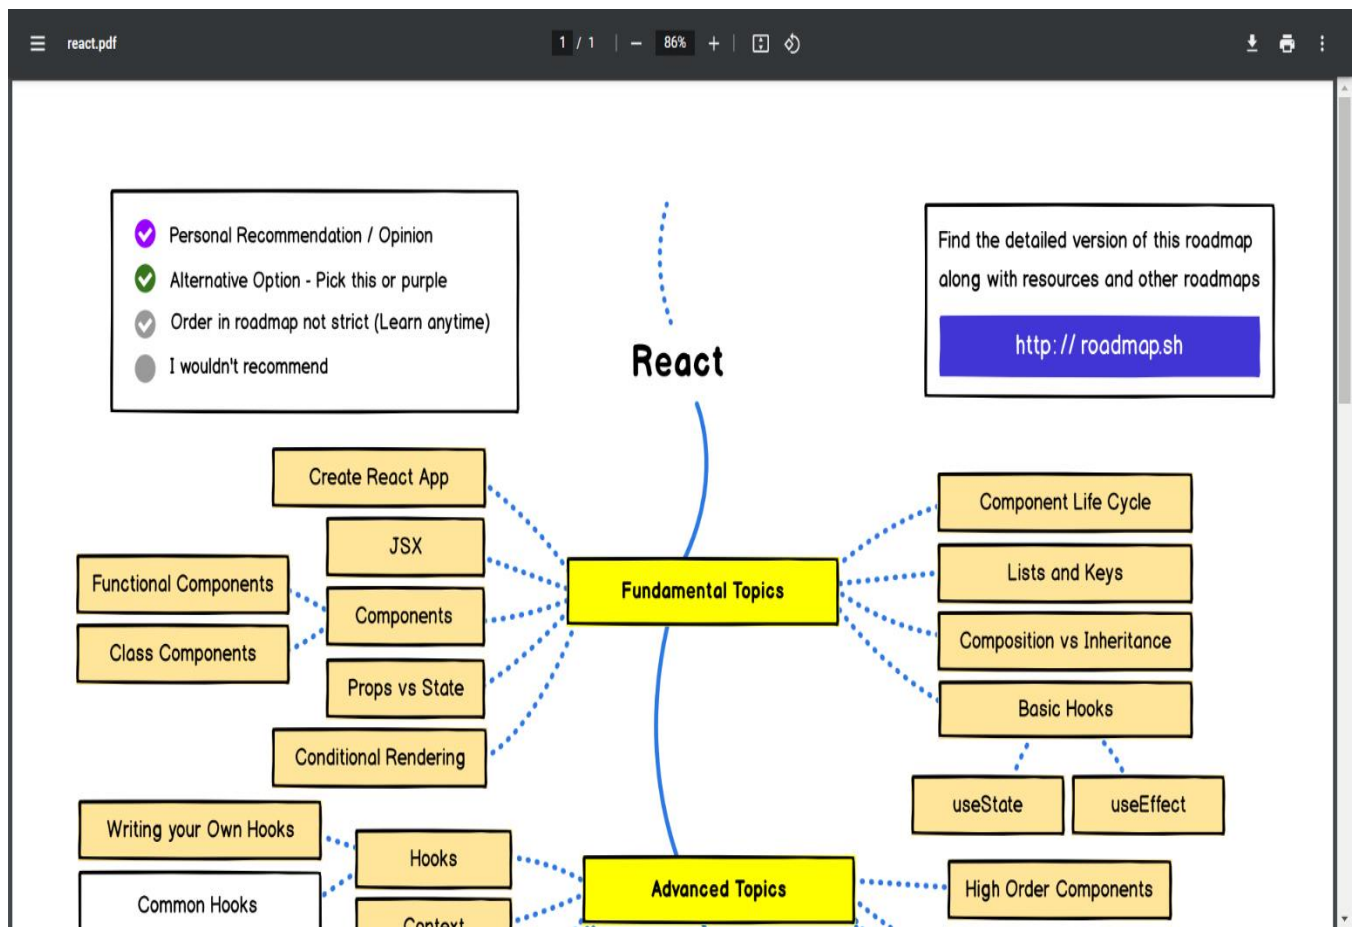 react.pdf
1 / 1
86%
Personal Recommendation / Opinion
Alternative Option - Pick this or purple
Order in roadmap not strict (Learn anytime)
I wouldn't recommend
Find the detailed version of this roadmap
along with resources and other roadmaps
http: // roadmap.sh
React
Create React App
JSX
Functional Components
Components
Class Components
Props vs State
Conditional Rendering
Fundamental Topics
Component Life Cycle
Lists and Keys
Composition vs Inheritance
Basic Hooks
useState
useEffect
Writing your Own Hooks
Hooks
Common Hooks
Context
Advanced Topics
High Order Components